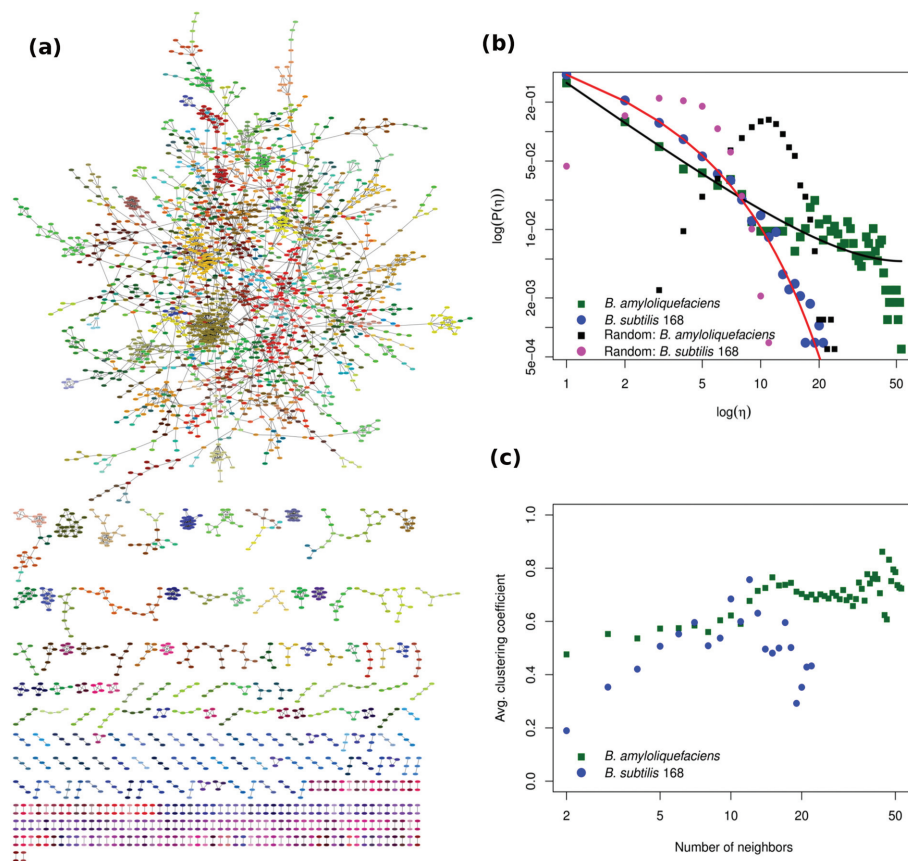 (a)
(b)
log(P(η))
2e-01
5e-02
1e-02
2e-03
5e-04
B. amyloliquefaciens
B. subtilis 168
Random: B. amyloliquefaciens
Random: B. subtilis 168
1
2
5
10
20
50
log(η)
(c)
Avg. clustering coefficient
1.0
0.8
0.6
0.4
0.2
0.0
B. amyloliquefaciens
B. subtilis 168
2
5
10
20
50
Number of neighbors